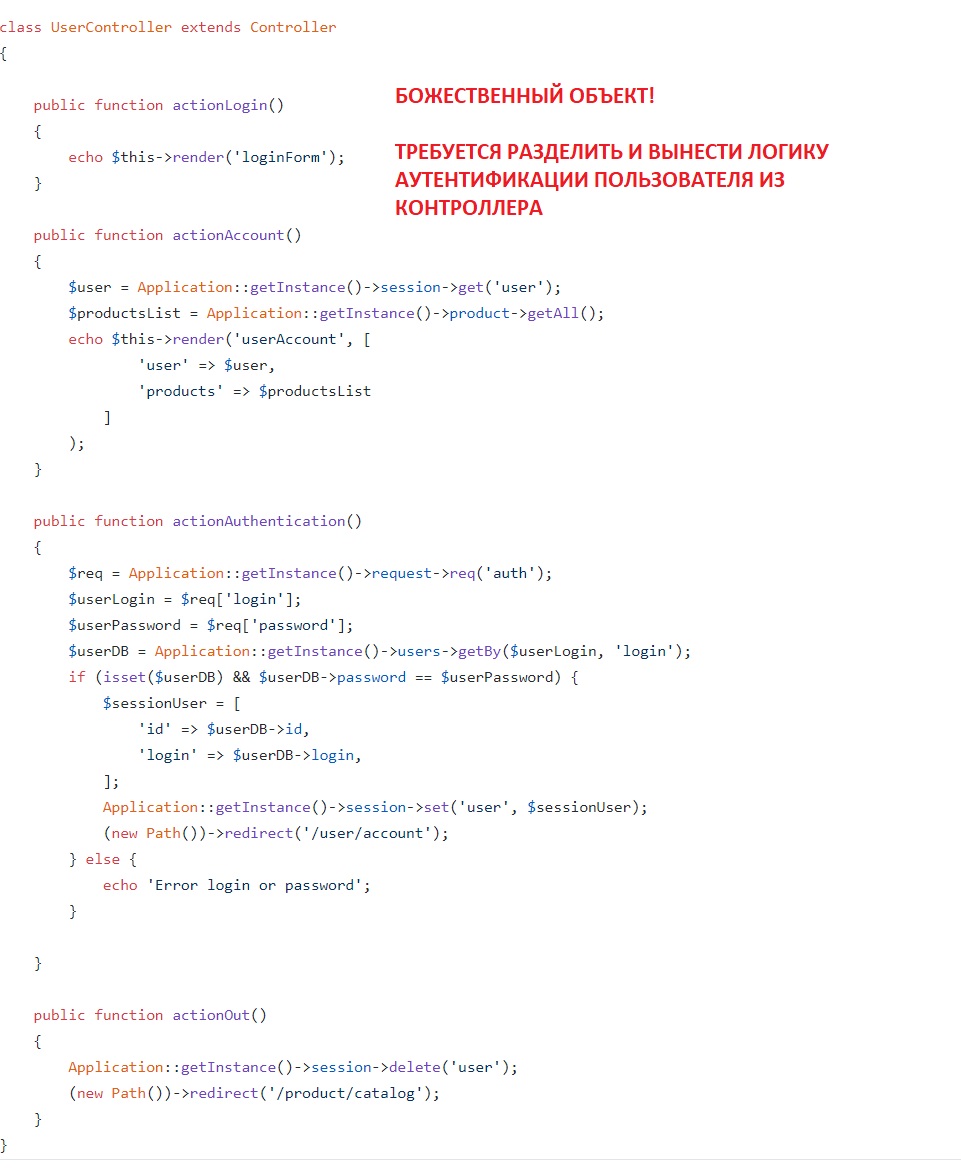 class UserController extends Controller
{
    public function actionLogin()
    {
        echo $this->render('loginForm');
    }
БОЖЕСТВЕННЫЙ ОБЪЕКТ!
ТРЕБУЕТСЯ РАЗДЕЛИТЬ И ВЫНЕСТИ ЛОГИКУ
АУТЕНТИФИКАЦИИ ПОЛЬЗОВАТЕЛЯ ИЗ
КОНТРОЛЛЕРА
    public function actionAccount()
    {
        $user = Application::getInstance()->session->get('user');
        $productsList = Application::getInstance()->product->getAll();
        echo $this->render('userAccount', [
                'user' => $user,
                'products' => $productsList
            ]
        );
    }
    public function actionAuthentication()
    {
        $req = Application::getInstance()->request->req('auth');
        $userLogin = $req['login'];
        $userPassword = $req['password'];
        $userDB = Application::getInstance()->users->getBy($userLogin, 'login');
        if (isset($userDB) && $userDB->password == $userPassword) {
            $sessionUser = [
                'id' => $userDB->id,
                'login' => $userDB->login,
            ];
            Application::getInstance()->session->set('user', $sessionUser);
            (new Path())->redirect('/user/account');
        } else {
            echo 'Error login or password';
        }
    }
    public function actionOut()
    {
        Application::getInstance()->session->delete('user');
        (new Path())->redirect('/product/catalog');
    }
}